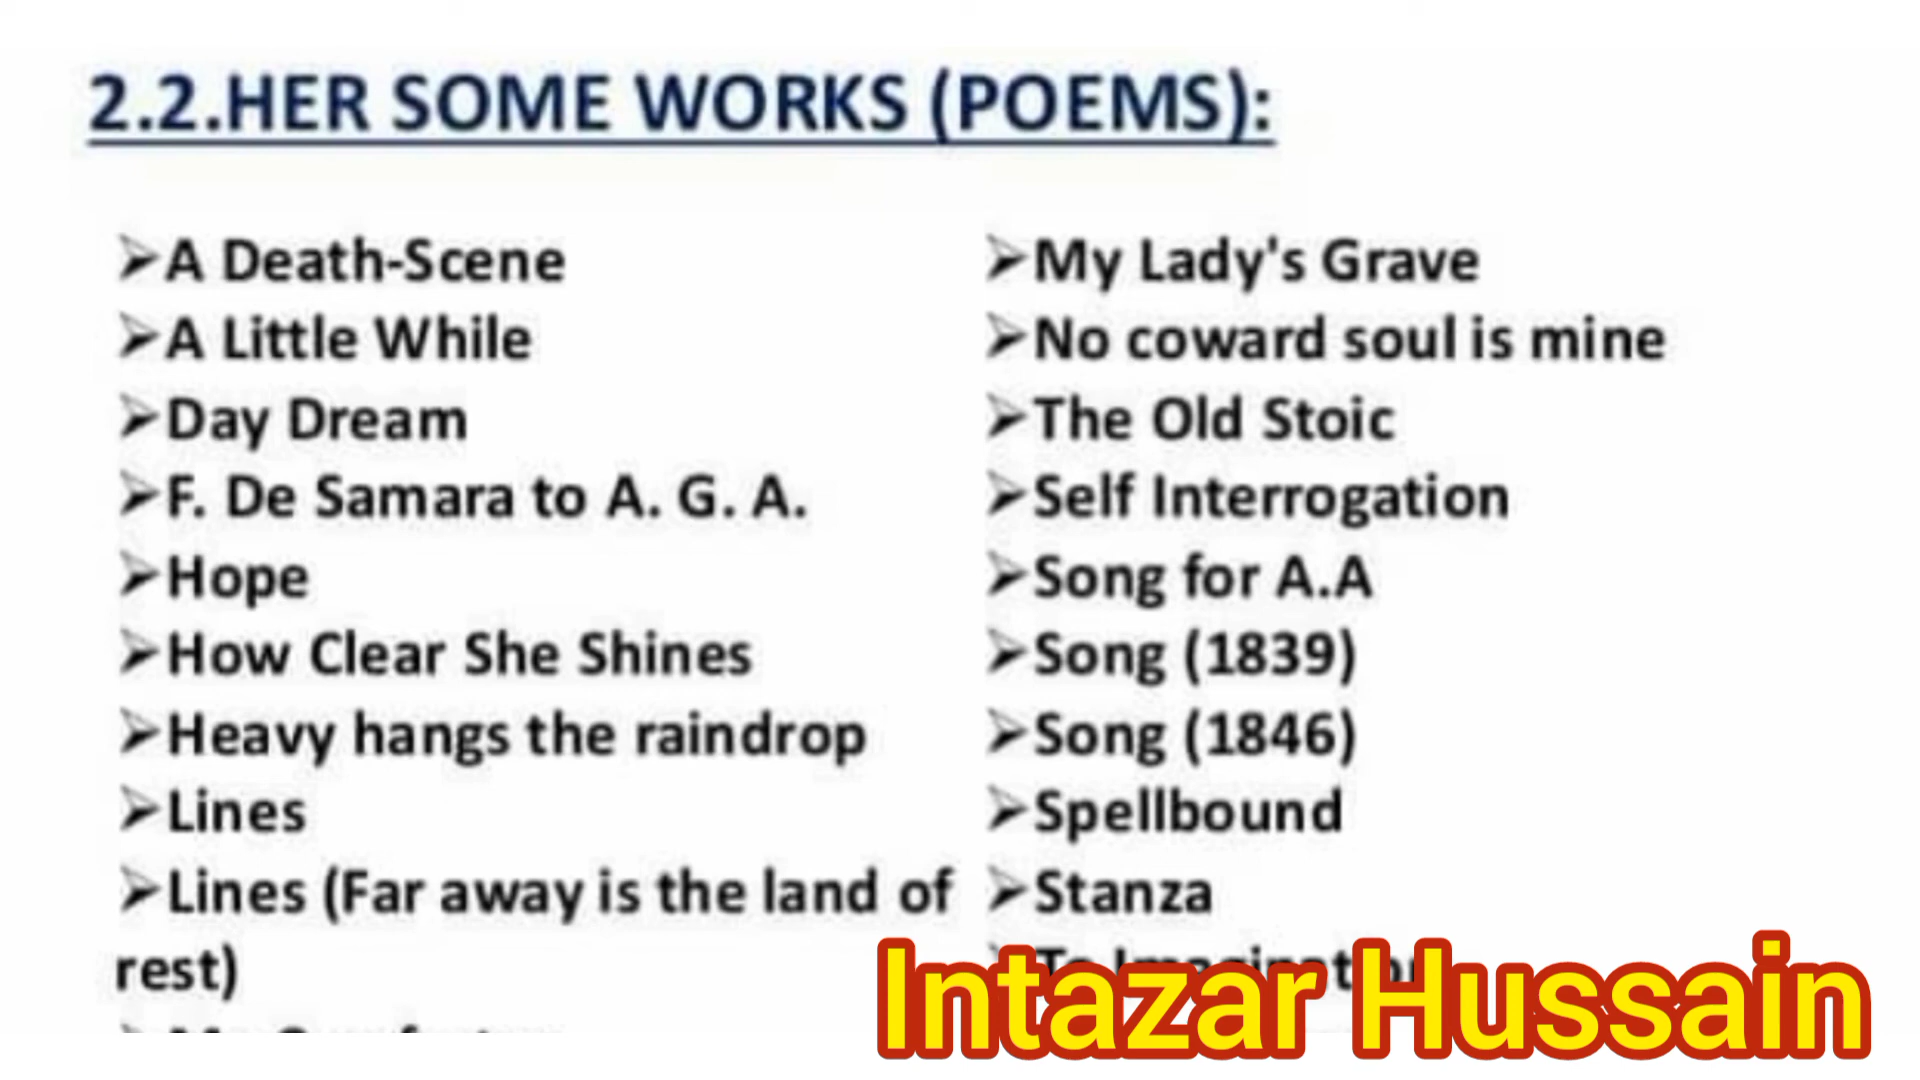 2.2.HER SOME WORKS (POEMS):
➢A Death-Scene
➢A Little While
➢Day Dream
➢F. De Samara to A. G. A.
➢Hope
➢How Clear She Shines
➢Heavy hangs the raindrop
➢Lines
➢Lines (Far away is the land of
rest)
➢My Lady's Grave
➢No coward soul is mine
➢The Old Stoic
➢Self Interrogation
➢Song for A.A
➢Song (1839)
➢Song (1846)
➢Spellbound
➢Stanza
Intazar Hussain